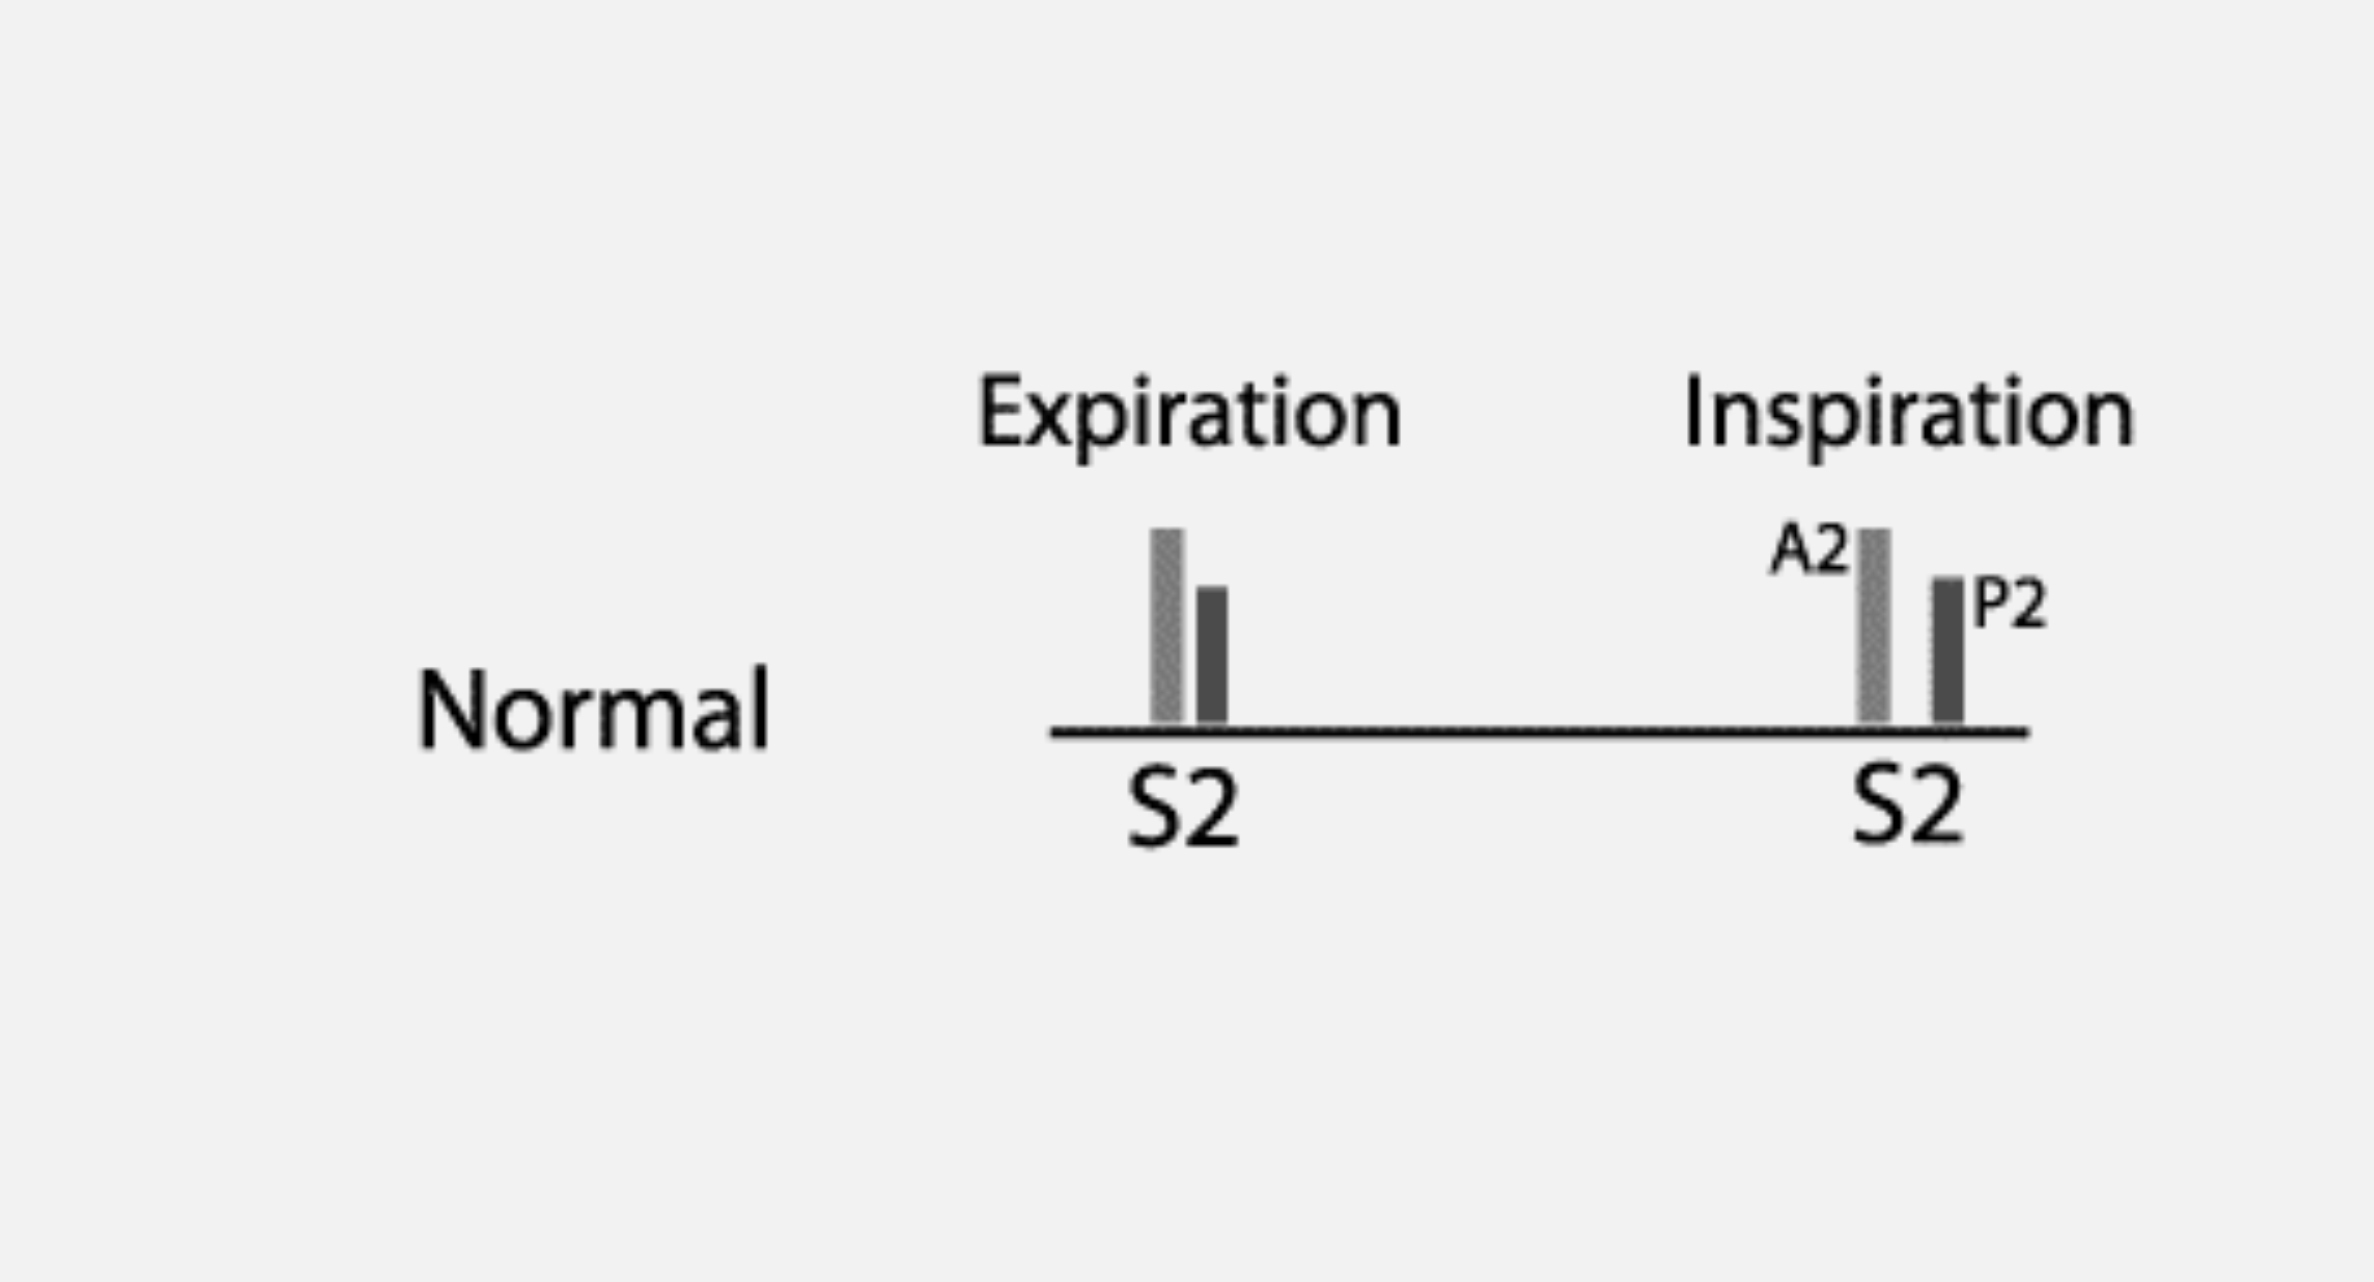 Expiration Inspiration
A2
P2
Normal
S2 S2